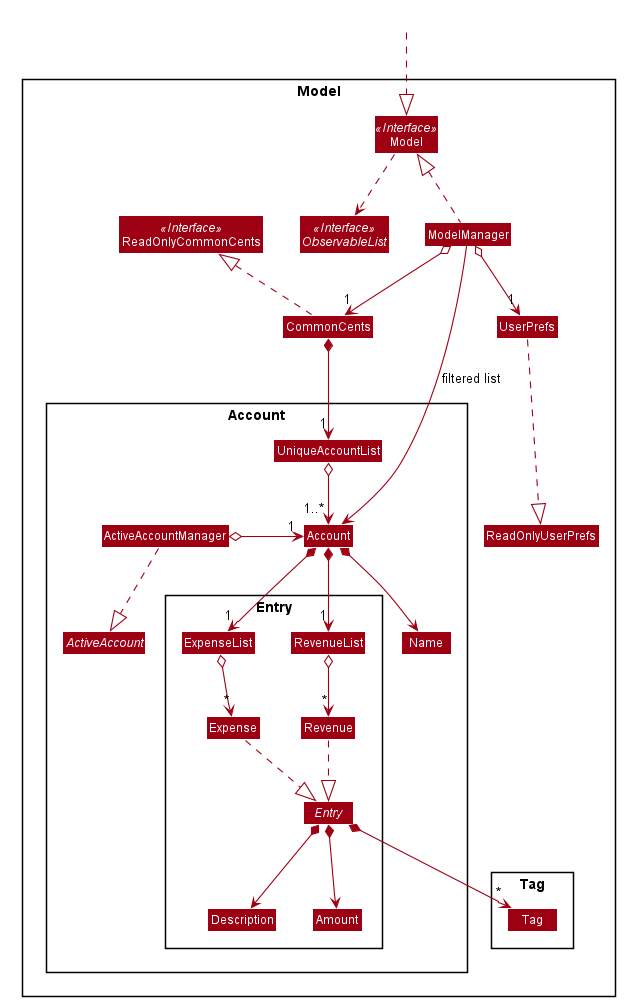 Model
«Interface»
Model
«Interface»
ReadOnlyCommonCents
«Interface»
ObservableList
ModelManager
1
1
CommonCents
UserPrefs
filtered list
Account
1
UniqueAccountList
1..*
ActiveAccountManager
1
Account
ReadOnlyUserPrefs
Entry
1
1
ActiveAccount
ExpenseList
RevenueList
Name
*
*
Expense
Revenue
Entry
Tag
*
Description
Amount
Tag